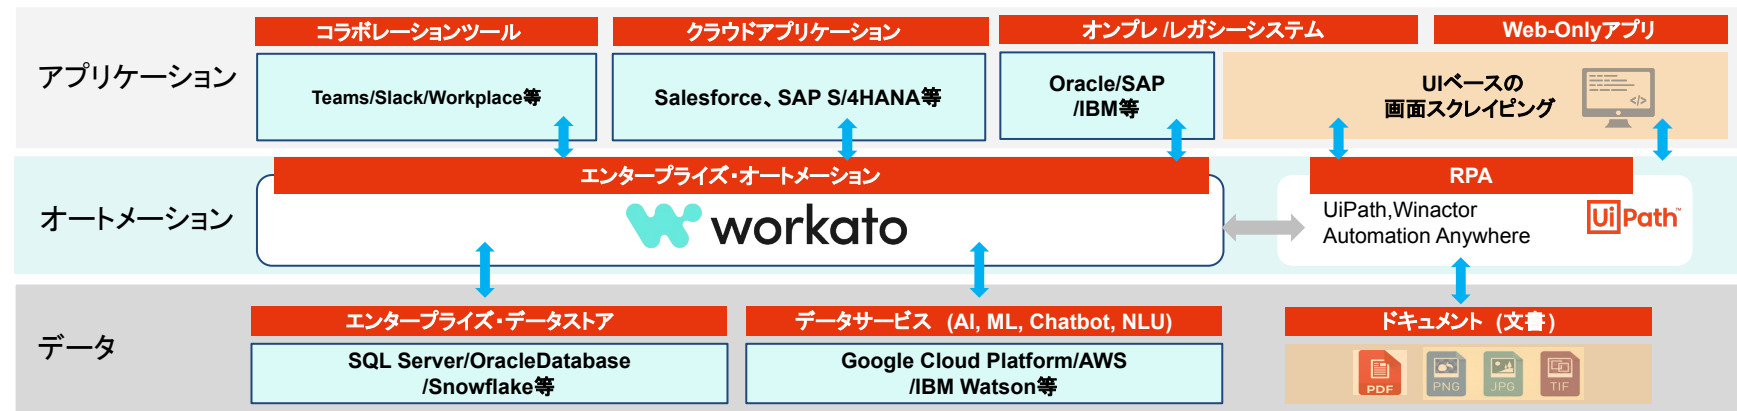 コラボレーションツール
クラウドアプリケーション
オンプレ /レガシーシステム
Web-Onlyアプリ
アプリケーション
Teams/Slack/Workplace等
Salesforce、SAP S/4HANA等
Oracle/SAP
/IBM等
UIベースの
画面スクレイピング
</>
エンタープライズ・オートメーション
RPA
オートメーション
workato
UiPath,Winactor
Automation Anywhere
UiPath™
エンタープライズ・データストア
データサービス (AI, ML, Chatbot, NLU)
ドキュメント (文書)
データ
SQL Server/OracleDatabase
/Snowflake等
Google Cloud Platform/AWS
/IBM Watson等
PDF
PNG
JPG
TIF